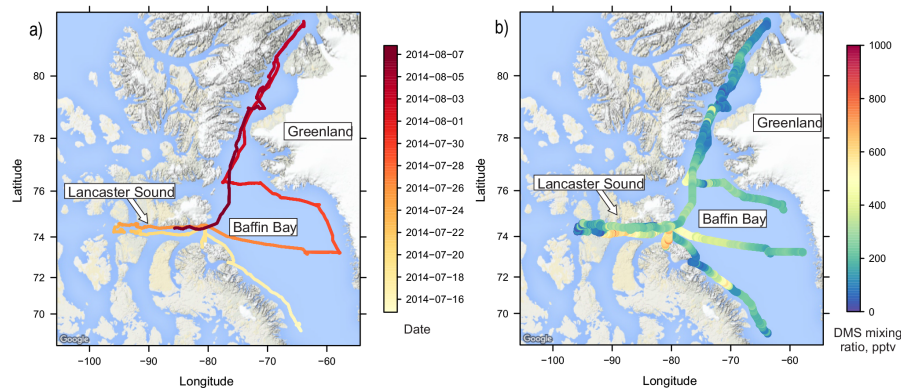 a)
Latitude
80
78
76
74
72
70
Greenland
Lancaster Sound
Baffin Bay
Google
−100
−90
−80
−70
−60
Longitude
2014−08−07
2014−08−05
2014−08−03
2014−08−01
2014−07−30
2014−07−28
2014−07−26
2014−07−24
2014−07−22
2014−07−20
2014−07−18
2014−07−16
Date
b)
Latitude
80
78
76
74
72
70
Greenland
Lancaster Sound
Baffin Bay
Google
−100
−90
−80
−70
−60
Longitude
1000
800
600
400
200
0
DMS mixing
ratio, pptv